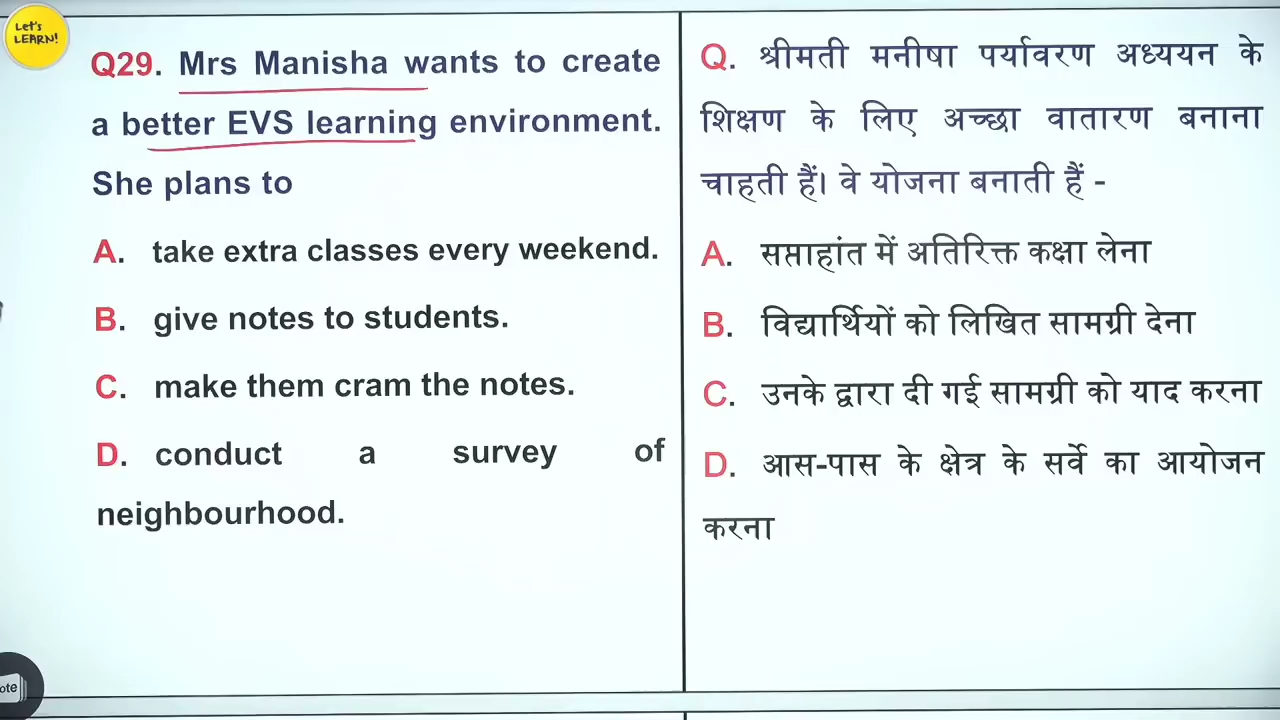 Let's
LEARN!
Q29. Mrs Manisha wants to create
a better EVS learning environment.
She plans to
A. take extra classes every weekend.
B. give notes to students.
C. make them cram the notes.
D. conduct a survey of
neighbourhood.
Q. श्रीमती मनीषा पर्यावरण अध्ययन के
शिक्षण के लिए अच्छा वातारण बनाना
चाहती हैं। वे योजना बनाती हैं -
A. सप्ताहांत में अतिरिक्त कक्षा लेना
B. विद्यार्थियों को लिखित सामग्री देना
C. उनके द्वारा दी गई सामग्री को याद करना
D. आस-पास के क्षेत्र के सर्वे का आयोजन
करना